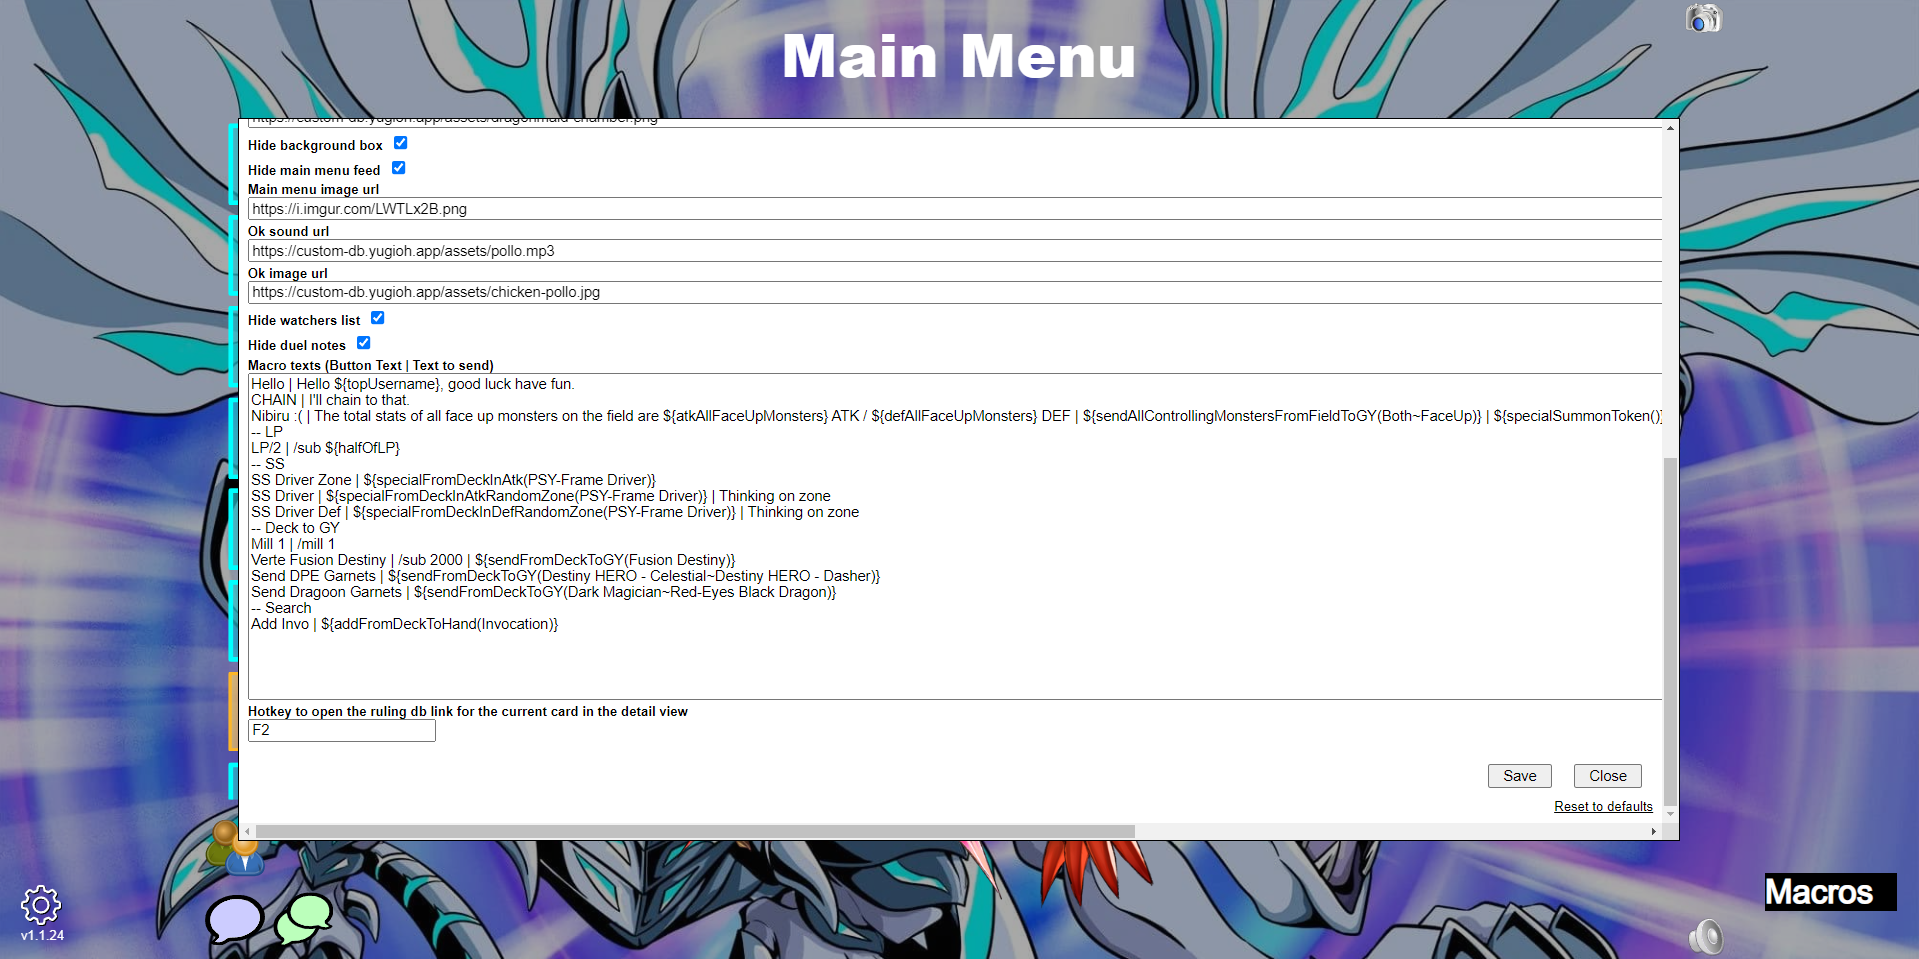 Main Menu
https://custom-db.yugioh.app/assets/dragonmaid-chamber.png
Hide background box
Hide main menu feed
Main menu image url
https://i.imgur.com/LWTLx2B.png
Ok sound url
https://custom-db.yugioh.app/assets/pollo.mp3
Ok image url
https://custom-db.yugioh.app/assets/chicken-pollo.jpg
Hide watchers list
Hide duel notes
Macro texts (Button Text | Text to send)
Hello | Hello ${topUsername}, good luck have fun.
CHAIN | I'll chain to that.
Nibiru :( | The total stats of all face up monsters on the field are ${atkAllFaceUpMonsters} ATK / ${defAllFaceUpMonsters} DEF | ${sendAllControllingMonstersFromFieldToGY(Both~FaceUp)} | ${specialSummonToken()}
-- LP
LP/2 | /sub ${halfOfLP}
-- SS
SS Driver Zone | ${specialFromDeckInAtk(PSY-Frame Driver)}
SS Driver | ${specialFromDeckInAtkRandomZone(PSY-Frame Driver)} | Thinking on zone
SS Driver Def | ${specialFromDeckInDefRandomZone(PSY-Frame Driver)} | Thinking on zone
-- Deck to GY
Mill 1 | /mill 1
Verte Fusion Destiny | /sub 2000 | ${sendFromDeckToGY(Fusion Destiny)}
Send DPE Garnets | ${sendFromDeckToGY(Destiny HERO - Celestial~Destiny HERO - Dasher)}
Send Dragoon Garnets | ${sendFromDeckToGY(Dark Magician~Red-Eyes Black Dragon)}
-- Search
Add Invo | ${addFromDeckToHand(Invocation)}
Hotkey to open the ruling db link for the current card in the detail view
F2
Save Close
Reset to defaults
Macros
v1.1.24